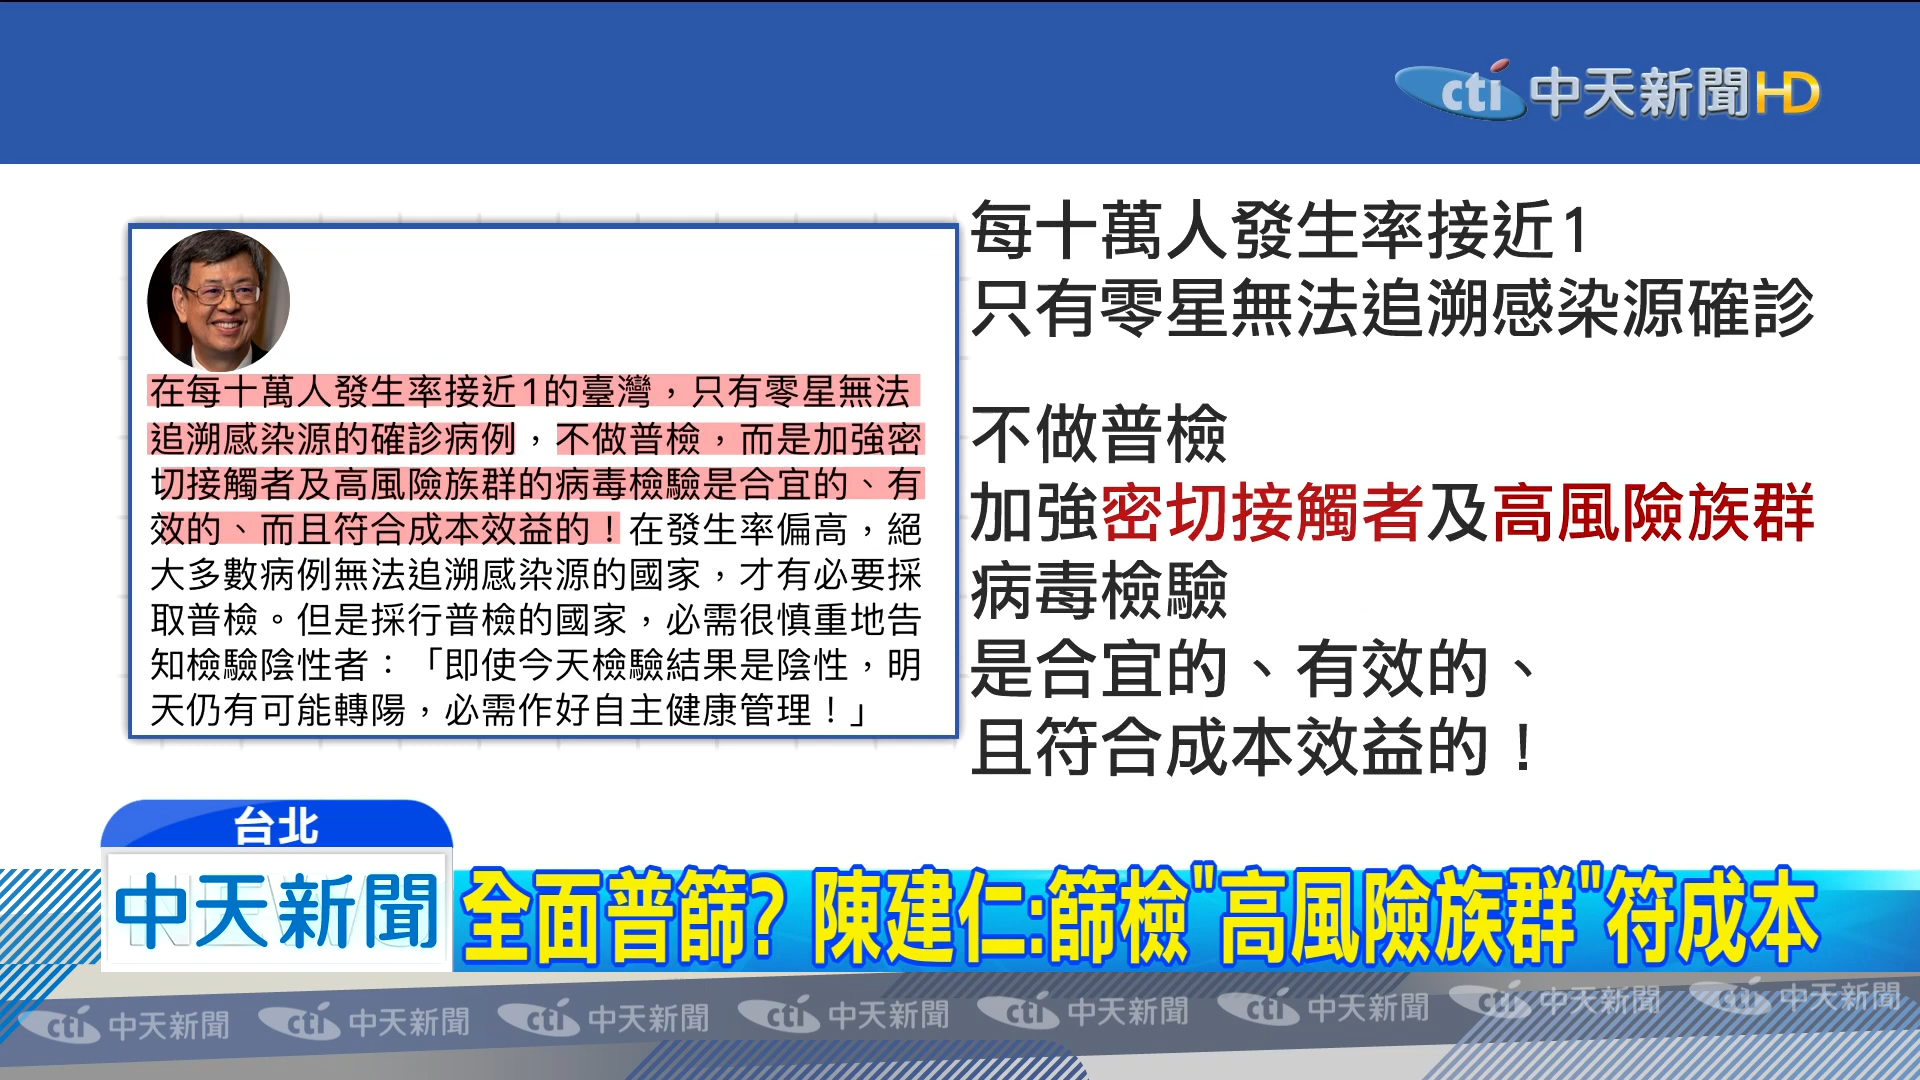 cti 中天新聞HD
在每十萬人發生率接近1的臺灣，只有零星無法
追溯感染源的確診病例，不做普檢，而是加強密
切接觸者及高風險族群的病毒檢驗是合宜的、有
效的、而且符合成本效益的！在發生率偏高，絕
大多數病例無法追溯感染源的國家，才有必要採
取普檢。但是採行普檢的國家，必需很慎重地告
知檢驗陰性者：「即使今天檢驗結果是陰性，明
天仍有可能轉陽，必需作好自主健康管理！」
每十萬人發生率接近1
只有零星無法追溯感染源確診
不做普檢
加強密切接觸者及高風險族群
病毒檢驗
是合宜的、有效的、
且符合成本效益的！
台北
中天新聞
NEWS
全面普篩? 陳建仁:篩檢"高風險族群"符成本
cti 中天新聞 cti 中天新聞 cti 中天新聞 cti 中天新聞 cti 中天新聞 cti 中天新聞 cti 中天新聞 cti 中天新聞